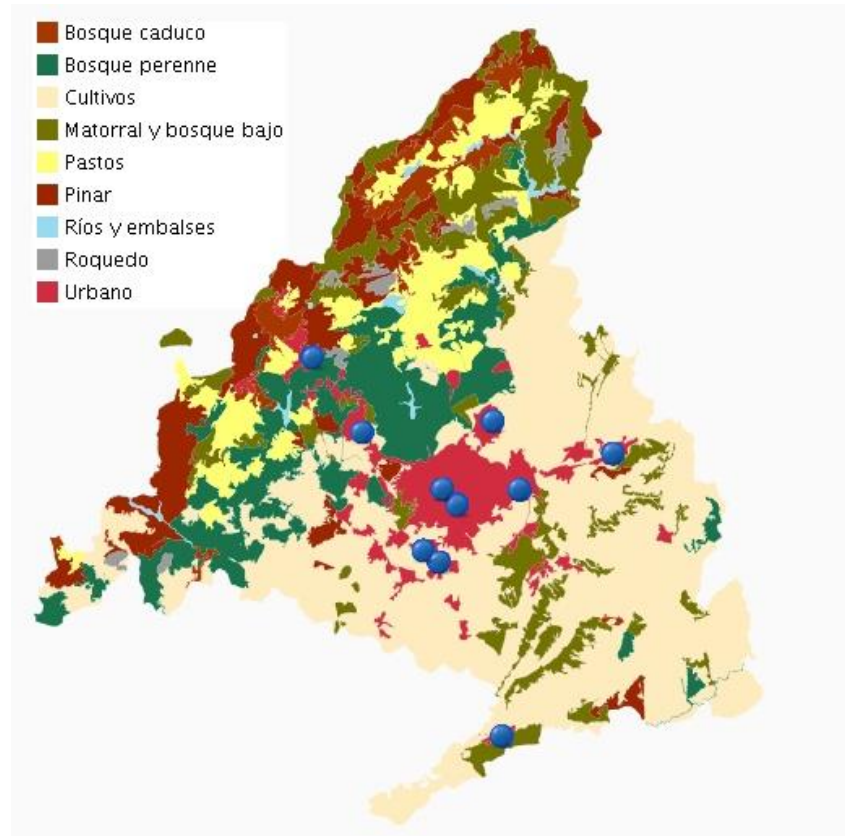 Bosque caduco
Bosque perenne
Cultivos
Matorral y bosque bajo
Pastos
Pinar
Ríos y embalses
Roquedo
Urbano